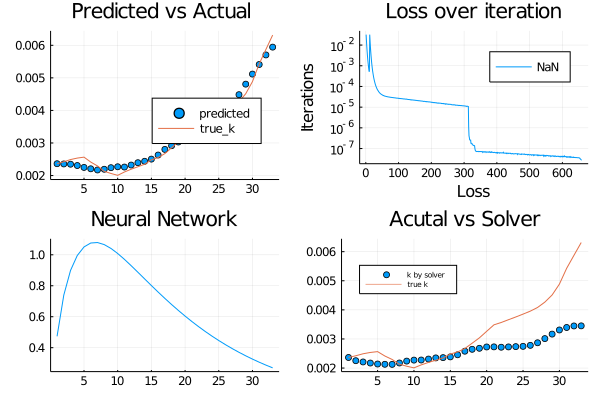 Predicted vs Actual
0.006
0.005
0.004
0.003
0.002
predicted
true_k
5 10 15 20 25 30
Loss over iteration
Iterations
10^-2
10^-3
10^-4
10^-5
10^-6
10^-7
NaN
0 100 200 300 400 500 600
Loss
Neural Network
1.0
0.8
0.6
0.4
5 10 15 20 25 30
Acutal vs Solver
0.006
0.005
0.004
0.003
0.002
k by solver
true k
5 10 15 20 25 30